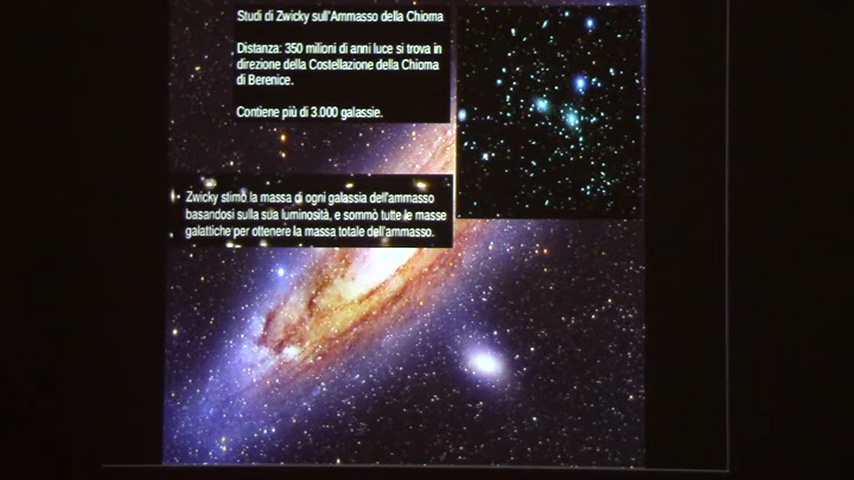 Studi di Zwicky sull'Ammasso della Chioma
Distanza: 350 milioni di anni luce si trova in
direzione della Costellazione della Chioma
di Berenice.
Contiene più di 3.000 galassie.
Zwicky stimò la massa di ogni galassia dell'ammasso
basandosi sulla sua luminosità, e sommò tutte le masse
galattiche per ottenere la massa totale dell'ammasso.